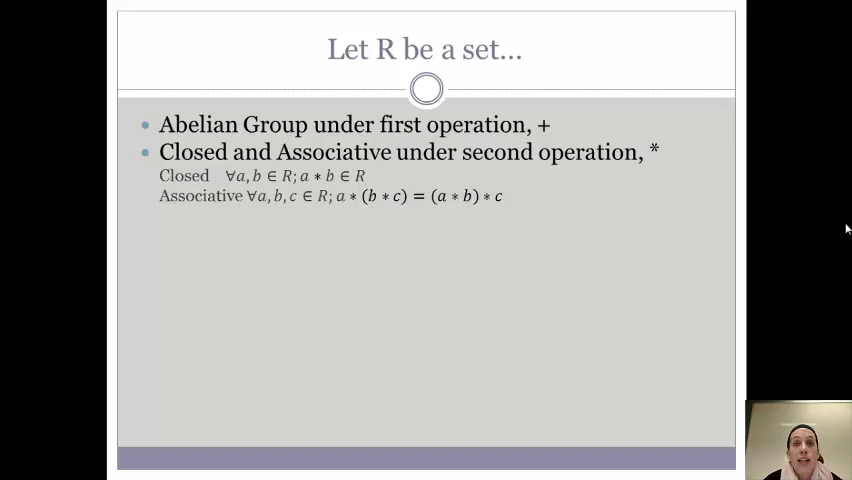 Let R be a set...
Abelian Group under first operation, +
Closed and Associative under second operation, *
Closed ∀a, b ∈ R; a ∗ b ∈ R
Associative ∀a, b, c ∈ R; a ∗ (b ∗ c) = (a ∗ b) ∗ c